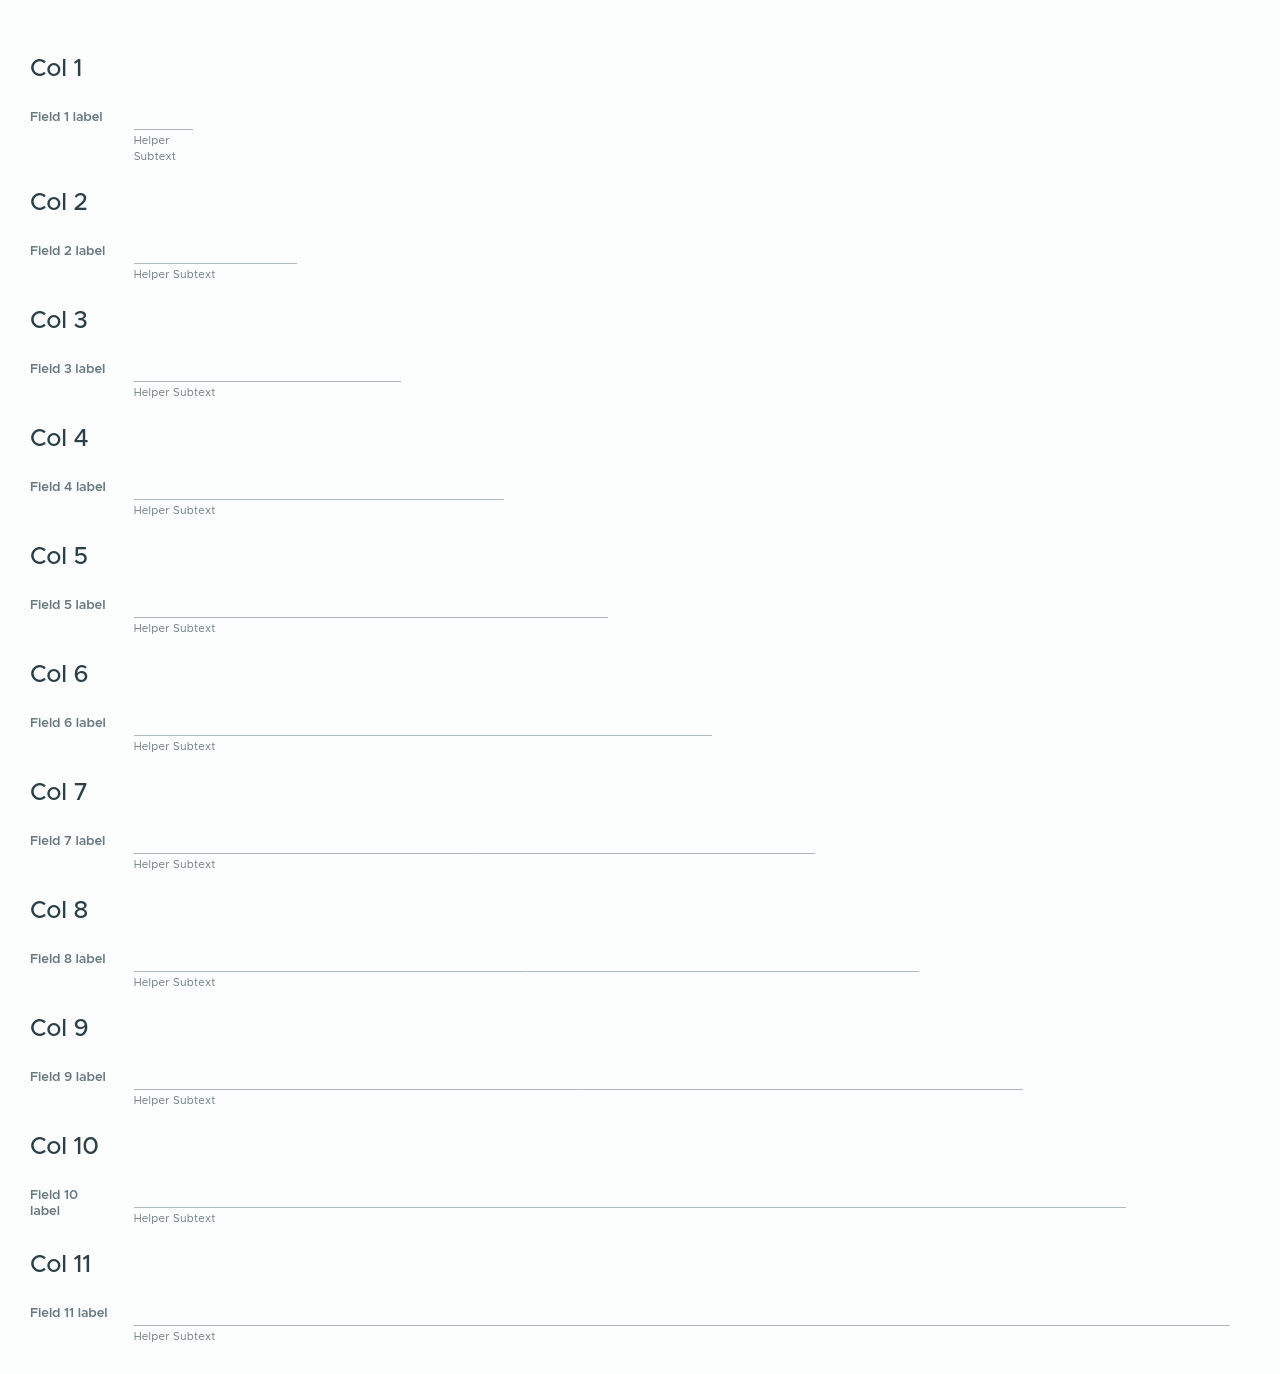 Col 1
Field 1 label
Helper
Subtext
Col 2
Field 2 label
Helper Subtext
Col 3
Field 3 label
Helper Subtext
Col 4
Field 4 label
Helper Subtext
Col 5
Field 5 label
Helper Subtext
Col 6
Field 6 label
Helper Subtext
Col 7
Field 7 label
Helper Subtext
Col 8
Field 8 label
Helper Subtext
Col 9
Field 9 label
Helper Subtext
Col 10
Field 10
label
Helper Subtext
Col 11
Field 11 label
Helper Subtext